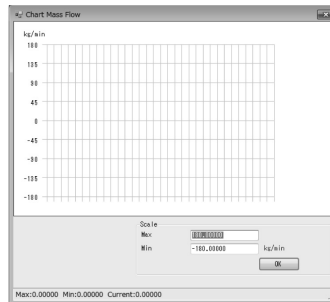 Chart Mass Flow
kg/min
180
135
90
45
0
-45
-90
-135
-180
Scale
Max
Min -180.00000 kg/min
OK
Max:0.00000 Min:0.00000 Current:0.00000